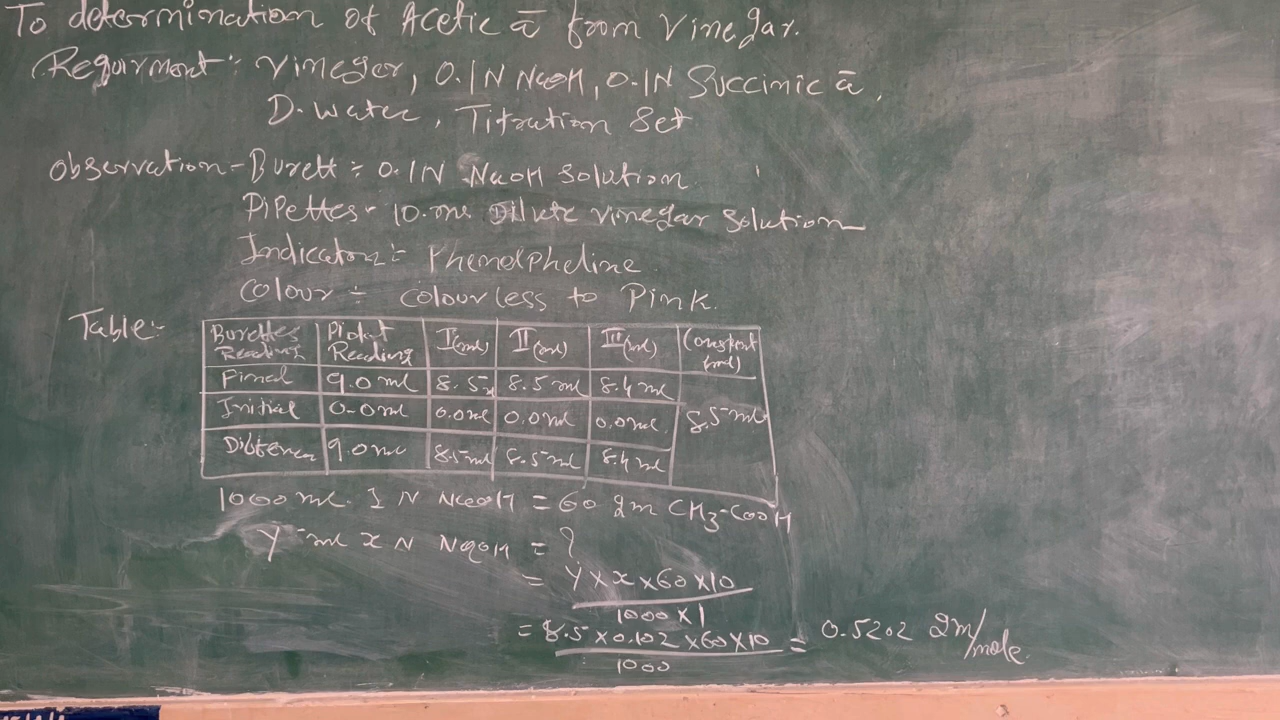 To determination of Acetic ā from Vinegar.
Requirment: Vinegar, 0.1N NaOH, 0.1N Succinic ā,
D. water, Titration Set
Observation - Burett : 0.1N NaOH solution
Pipettes - 10.ml Dilute vinegar solution
Indicator :- Phenolpheline
Colour :- colourless to Pink.
Table :-
Burettes Reading Pidot Reading I (ml) II (ml) III (ml) Constant (ml)
Final 9.0 ml 8.5 8.5 ml 8.4 ml
Initial 0.0 ml 0.0 ml 0.0 ml 0.0 ml 8.5 ml
9.0 ml 8.5 ml 8.5 ml 8.4 ml
1000 ml. 1 N NaOH = 60 gm CH3-COOH
Y ml x N NaOH = ?
= Y x x x 60 x 10
1000 x 1
= 8.5 x 0.102 x 60 x 10 = 0.5202 gm/mole
1000